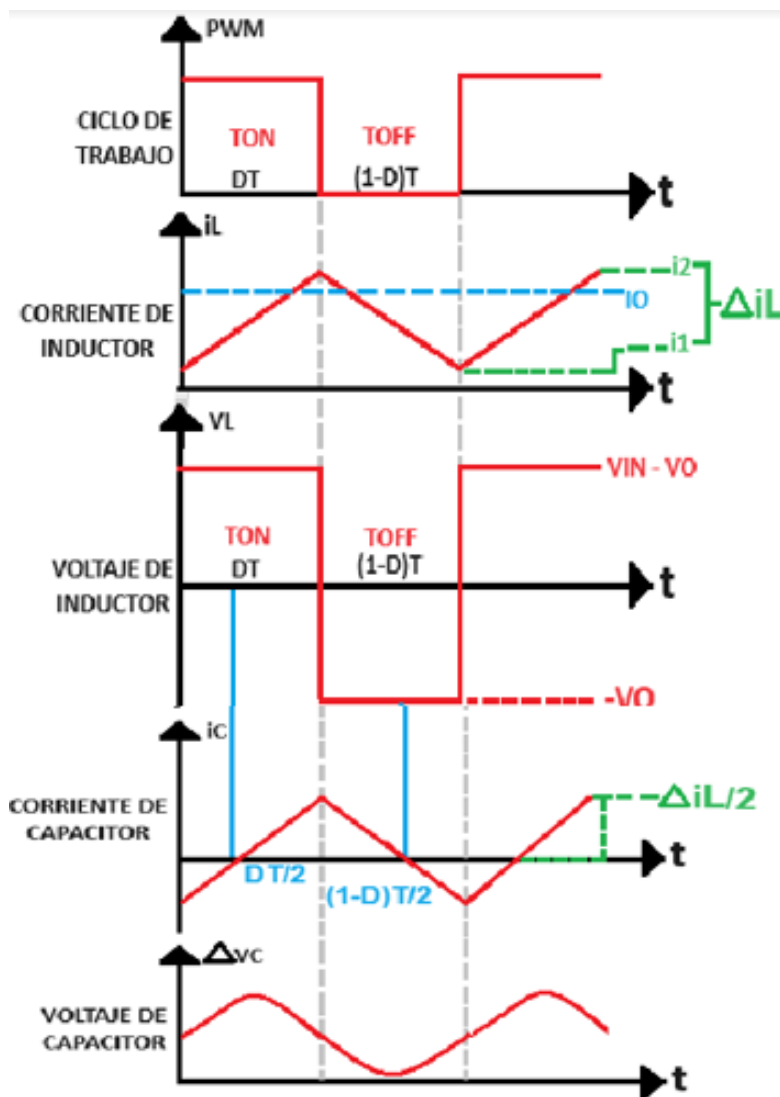 PWM
CICLO DE
TRABAJO
TON
TOFF
DT
(1-D)T
t
iL
i2
IO
ΔiL
i1
CORRIENTE DE
INDUCTOR
t
VL
VIN - VO
TON
TOFF
DT
(1-D)T
t
VOLTAJE DE
INDUCTOR
-VO
iC
ΔiL/2
CORRIENTE DE
CAPACITOR
t
DT/2
(1-D)T/2
ΔVC
VOLTAJE DE
CAPACITOR
t